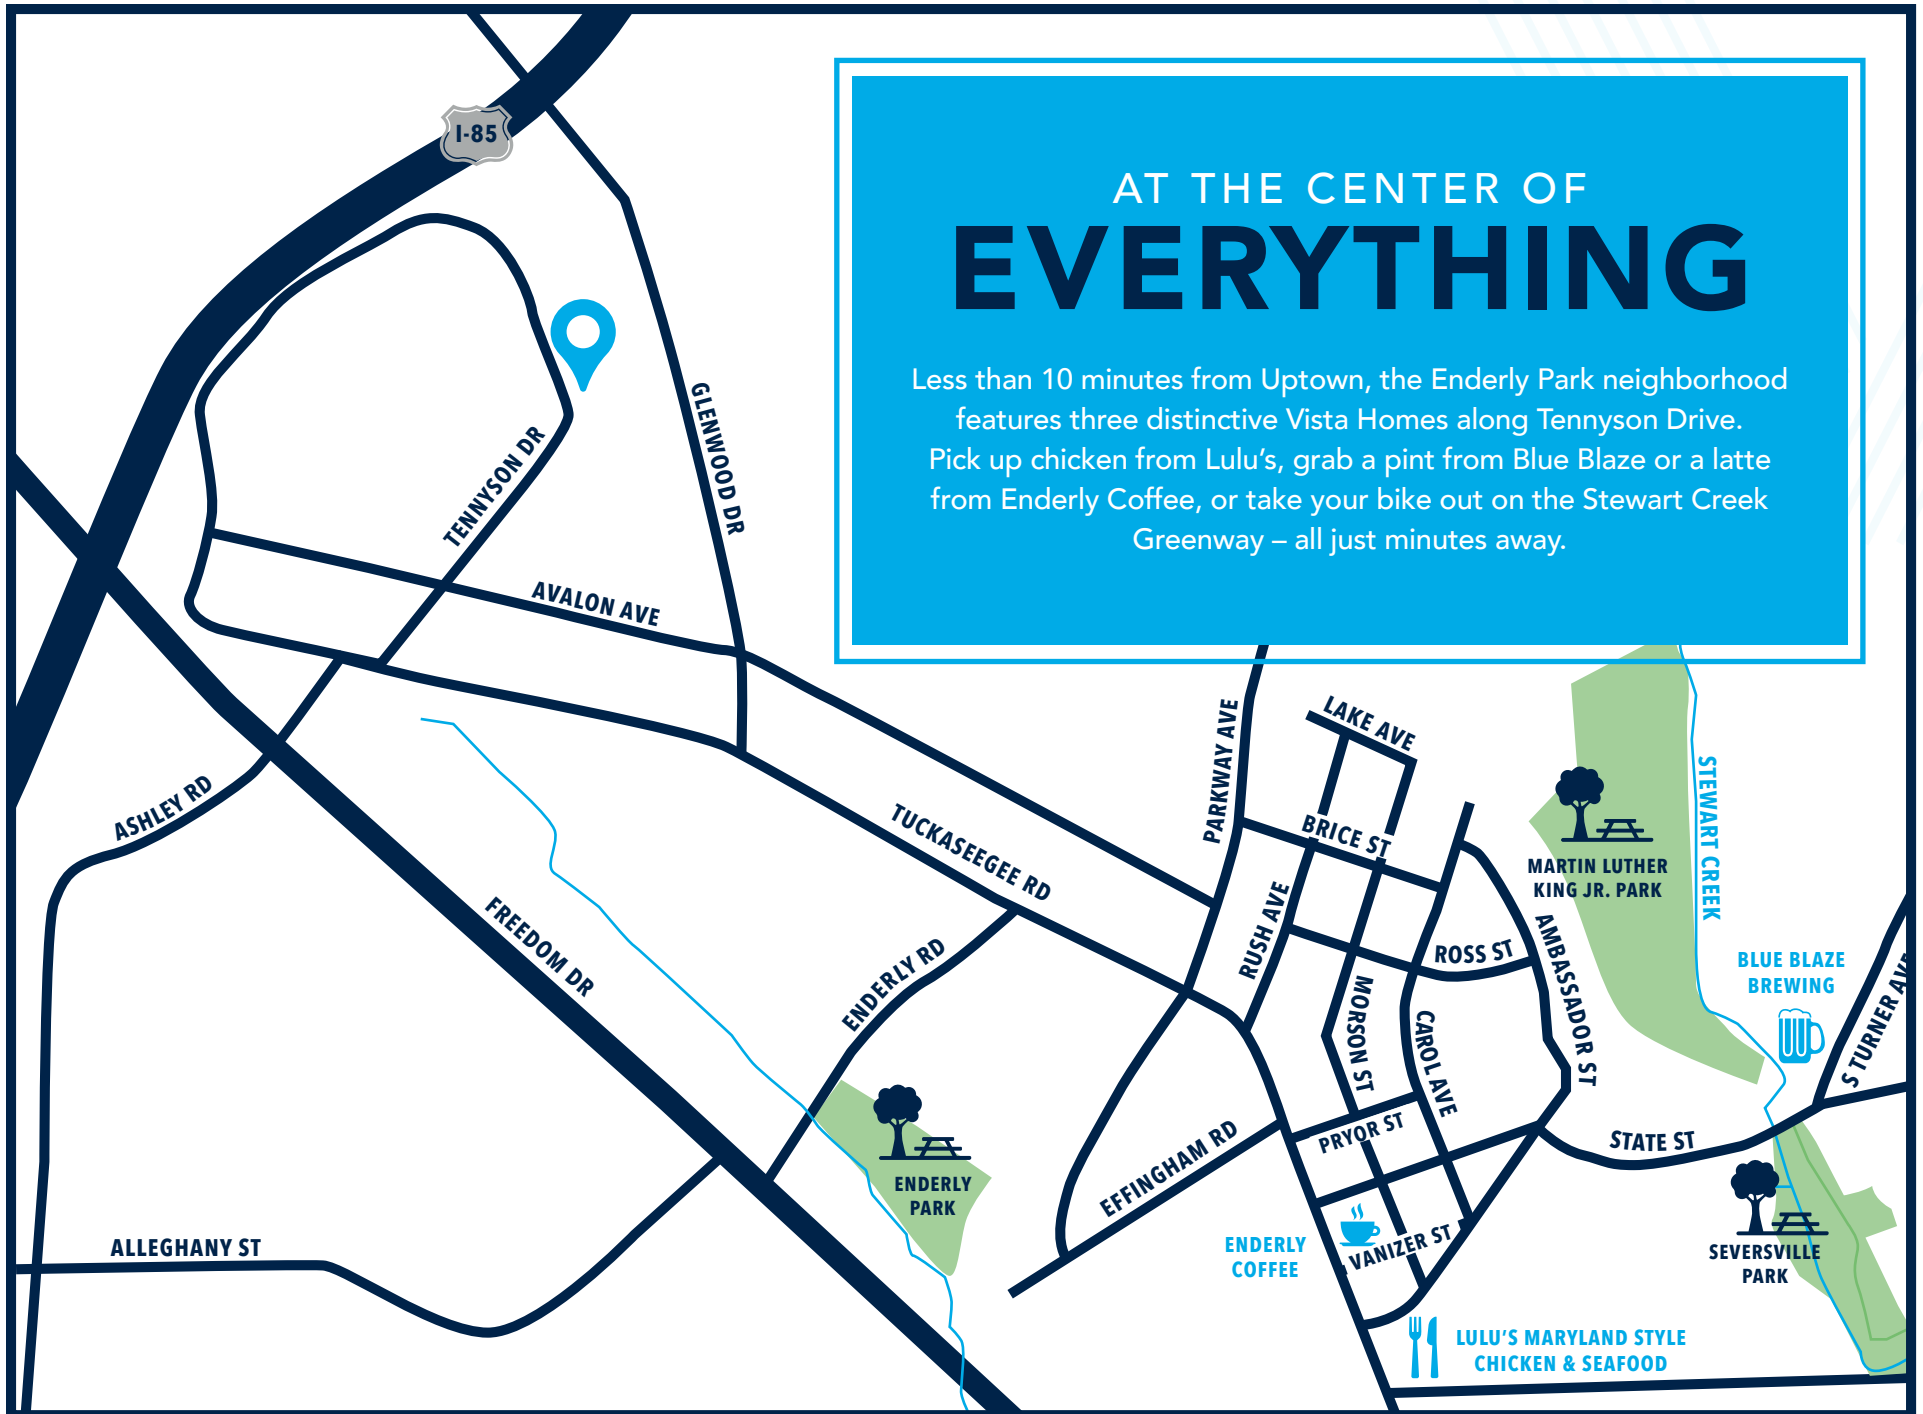 I-85
AT THE CENTER OF
EVERYTHING
Less than 10 minutes from Uptown, the Enderly Park neighborhood
features three distinctive Vista Homes along Tennyson Drive.
Pick up chicken from Lulu's, grab a pint from Blue Blaze or a latte
from Enderly Coffee, or take your bike out on the Stewart Creek
Greenway – all just minutes away.
GLENWOOD DR
TENNYSON DR
AVALON AVE
PARKWAY AVE
LAKE AVE
STEWART CREEK
ASHLEY RD
TUCKASEEGEE RD
BRICE ST
MARTIN LUTHER
KING JR. PARK
FREEDOM DR
ENDERLY RD
RUSH AVE
ROSS ST
AMBASSADOR ST
BLUE BLAZE
BREWING
S TURNER AVE
MORSON ST
CAROL AVE
PRYOR ST
STATE ST
EFFINGHAM RD
ENDERLY
PARK
ALLEGHANY ST
ENDERLY
COFFEE
VANIZER ST
SEVERSVILLE
PARK
LULU'S MARYLAND STYLE
CHICKEN & SEAFOOD